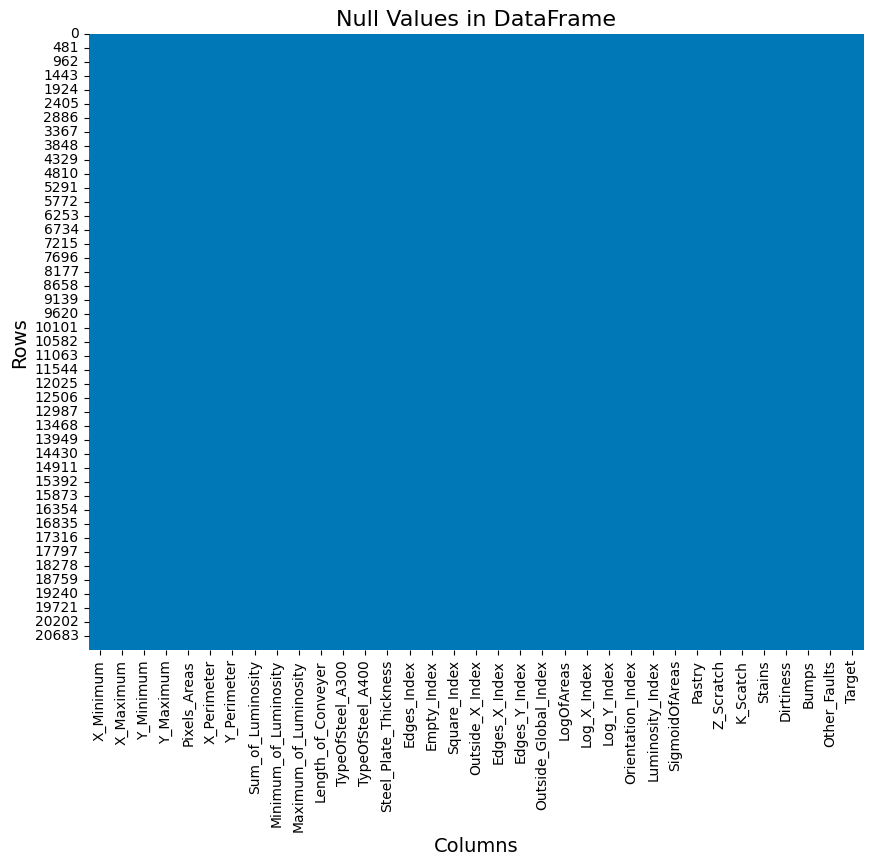 Null Values in DataFrame
0
481
962
1443
1924
2405
2886
3367
3848
4329
4810
5291
5772
6253
6734
7215
7696
8177
8658
9139
9620
10101
10582
11063
11544
12025
12506
12987
13468
13949
14430
14911
15392
15873
16354
16835
17316
17797
18278
18759
19240
19721
20202
20683
Rows
X_Minimum
X_Maximum
Y_Minimum
Y_Maximum
Pixels_Areas
X_Perimeter
Y_Perimeter
Sum_of_Luminosity
Minimum_of_Luminosity
Maximum_of_Luminosity
Length_of_Conveyer
TypeOfSteel_A300
TypeOfSteel_A400
Steel_Plate_Thickness
Edges_Index
Empty_Index
Square_Index
Outside_X_Index
Edges_X_Index
Edges_Y_Index
Outside_Global_Index
LogOfAreas
Log_X_Index
Log_Y_Index
Orientation_Index
Luminosity_Index
SigmoidOfAreas
Pastry
Z_Scratch
K_Scatch
Stains
Dirtiness
Bumps
Other_Faults
Target
Columns